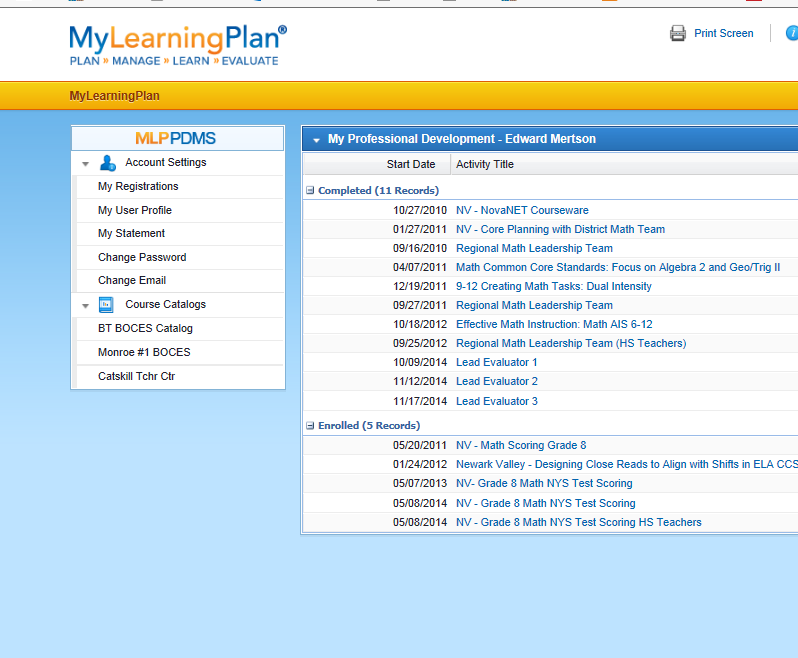 MyLearningPlan®
PLAN » MANAGE » LEARN » EVALUATE
Print Screen
i
MyLearningPlan
MLPPDMS
Account Settings
My Registrations
My User Profile
My Statement
Change Password
Change Email
Course Catalogs
BT BOCES Catalog
Monroe #1 BOCES
Catskill Tchr Ctr
My Professional Development - Edward Mertson
Start Date Activity Title
Completed (11 Records)
10/27/2010 NV - NovaNET Courseware
01/27/2011 NV - Core Planning with District Math Team
09/16/2010 Regional Math Leadership Team
04/07/2011 Math Common Core Standards: Focus on Algebra 2 and Geo/Trig II
12/19/2011 9-12 Creating Math Tasks: Dual Intensity
09/27/2011 Regional Math Leadership Team
10/18/2012 Effective Math Instruction: Math AIS 6-12
09/25/2012 Regional Math Leadership Team (HS Teachers)
10/09/2014 Lead Evaluator 1
11/12/2014 Lead Evaluator 2
11/17/2014 Lead Evaluator 3
Enrolled (5 Records)
05/20/2011 NV - Math Scoring Grade 8
01/24/2012 Newark Valley - Designing Close Reads to Align with Shifts in ELA CCS
05/07/2013 NV- Grade 8 Math NYS Test Scoring
05/08/2014 NV - Grade 8 Math NYS Test Scoring
05/08/2014 NV - Grade 8 Math NYS Test Scoring HS Teachers